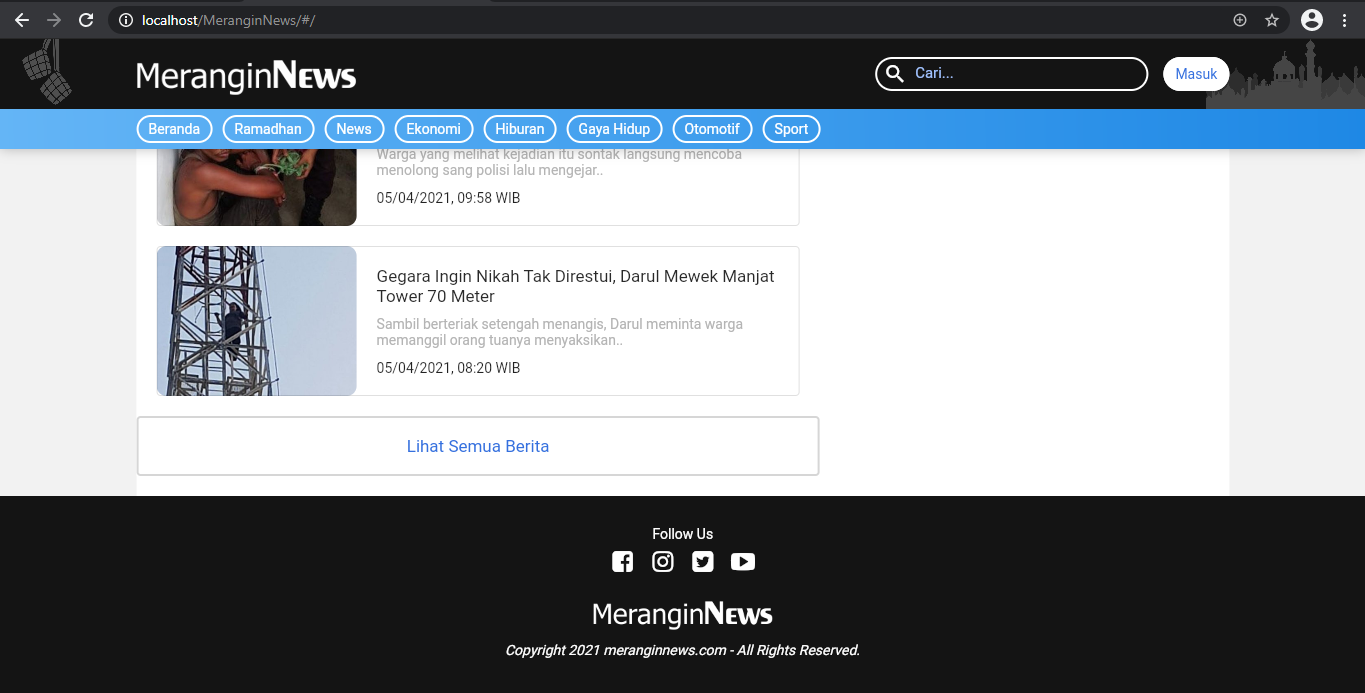 localhost/MeranginNews/#/
MeranginNews
Cari...
Masuk
Beranda
Ramadhan
News
Ekonomi
Hiburan
Gaya Hidup
Otomotif
Sport
Warga yang melihat kejadian itu sontak langsung mencoba
menolong sang polisi lalu mengejar..
05/04/2021, 09:58 WIB
Gegara Ingin Nikah Tak Direstui, Darul Mewek Manjat
Tower 70 Meter
Sambil berteriak setengah menangis, Darul meminta warga
memanggil orang tuanya menyaksikan..
05/04/2021, 08:20 WIB
Lihat Semua Berita
Follow Us
MeranginNews
Copyright 2021 meranginnews.com - All Rights Reserved.